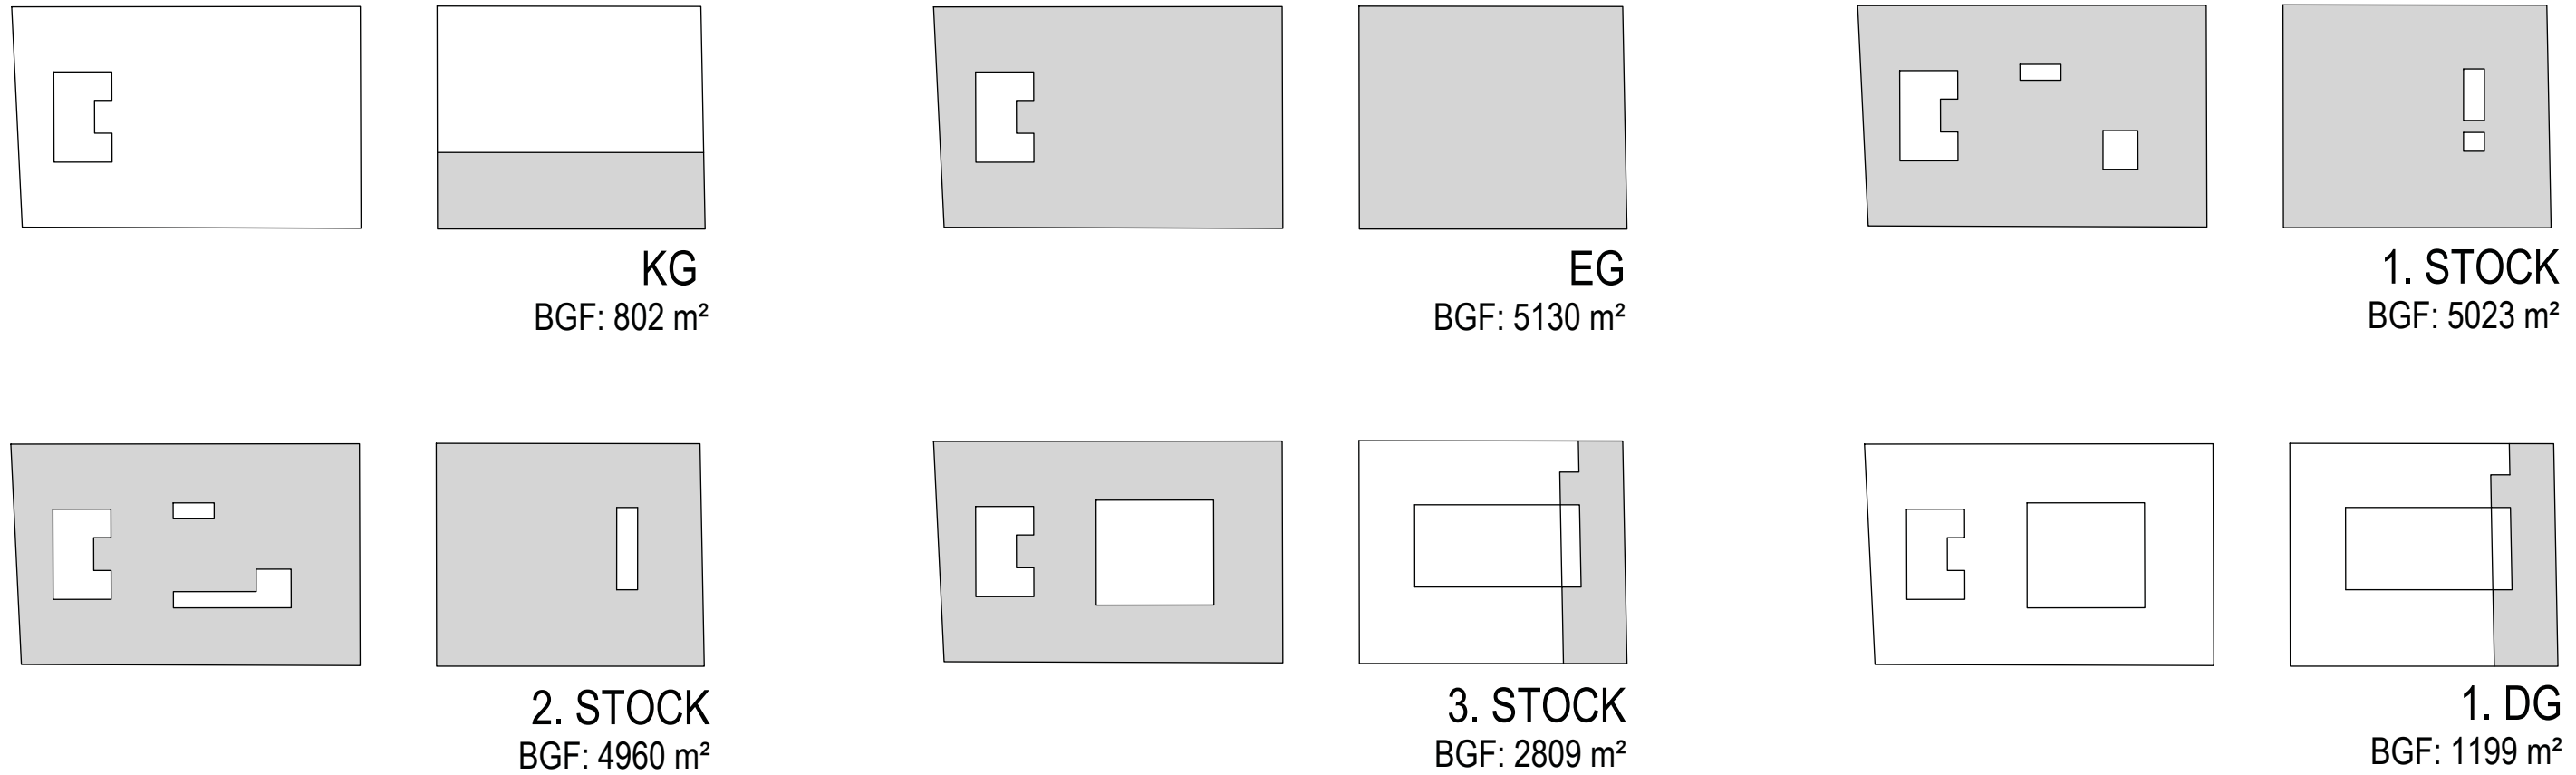 KG
BGF: 802 m²
EG
BGF: 5130 m²
1. STOCK
BGF: 5023 m²
2. STOCK
BGF: 4960 m²
3. STOCK
BGF: 2809 m²
1. DG
BGF: 1199 m²